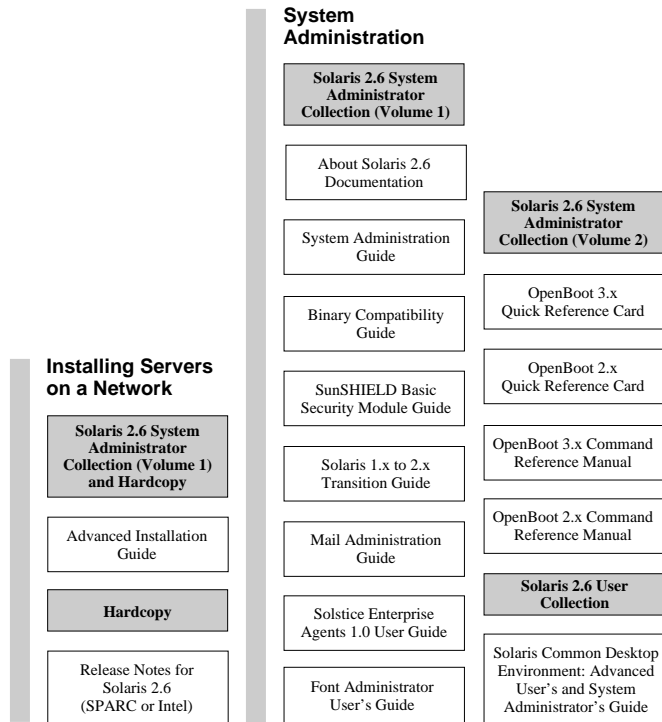 Installing Servers
on a Network
Solaris 2.6 System
Administrator
Collection (Volume 1)
and Hardcopy
Advanced Installation
Guide
Hardcopy
Release Notes for
Solaris 2.6
(SPARC or Intel)
System
Administration
Solaris 2.6 System
Administrator
Collection (Volume 1)
About Solaris 2.6
Documentation
System Administration
Guide
Binary Compatibility
Guide
SunSHIELD Basic
Security Module Guide
Solaris 1.x to 2.x
Transition Guide
Mail Administration
Guide
Solstice Enterprise
Agents 1.0 User Guide
Font Administrator
User's Guide
Solaris 2.6 System
Administrator
Collection (Volume 2)
OpenBoot 3.x
Quick Reference Card
OpenBoot 2.x
Quick Reference Card
OpenBoot 3.x Command
Reference Manual
OpenBoot 2.x Command
Reference Manual
Solaris 2.6 User
Collection
Solaris Common Desktop
Environment: Advanced
User's and System
Administrator's Guide